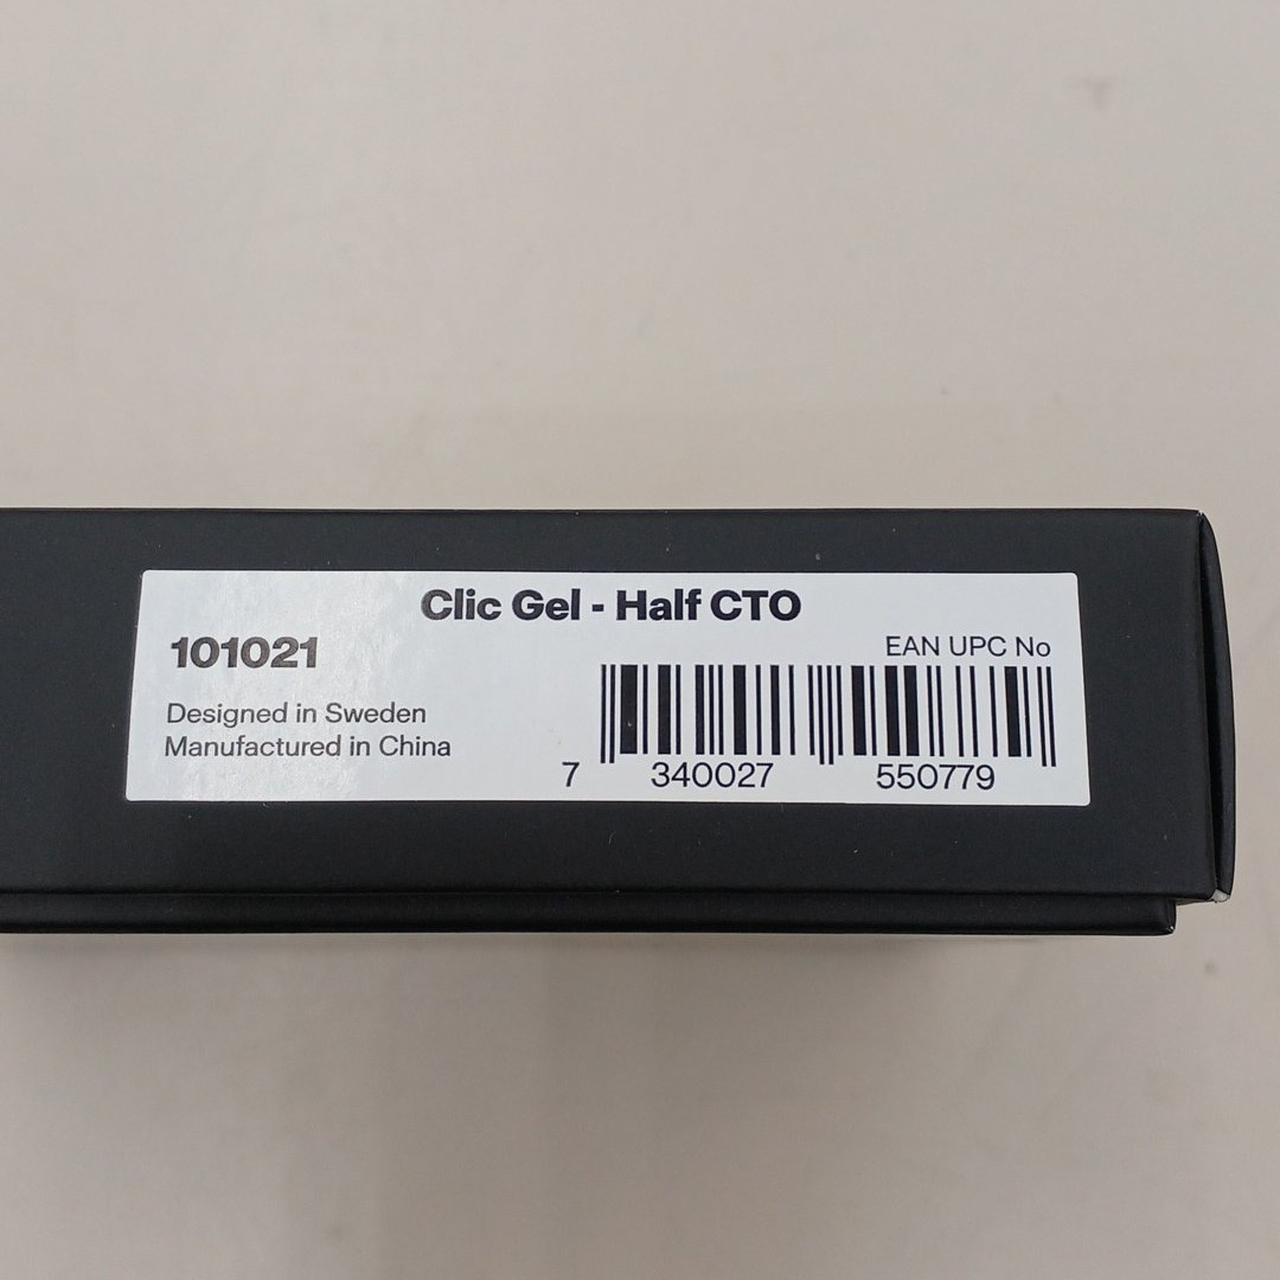 Clic Gel - Half CTO
101021
EAN UPC No
Designed in Sweden
Manufactured in China
7 340027 550779